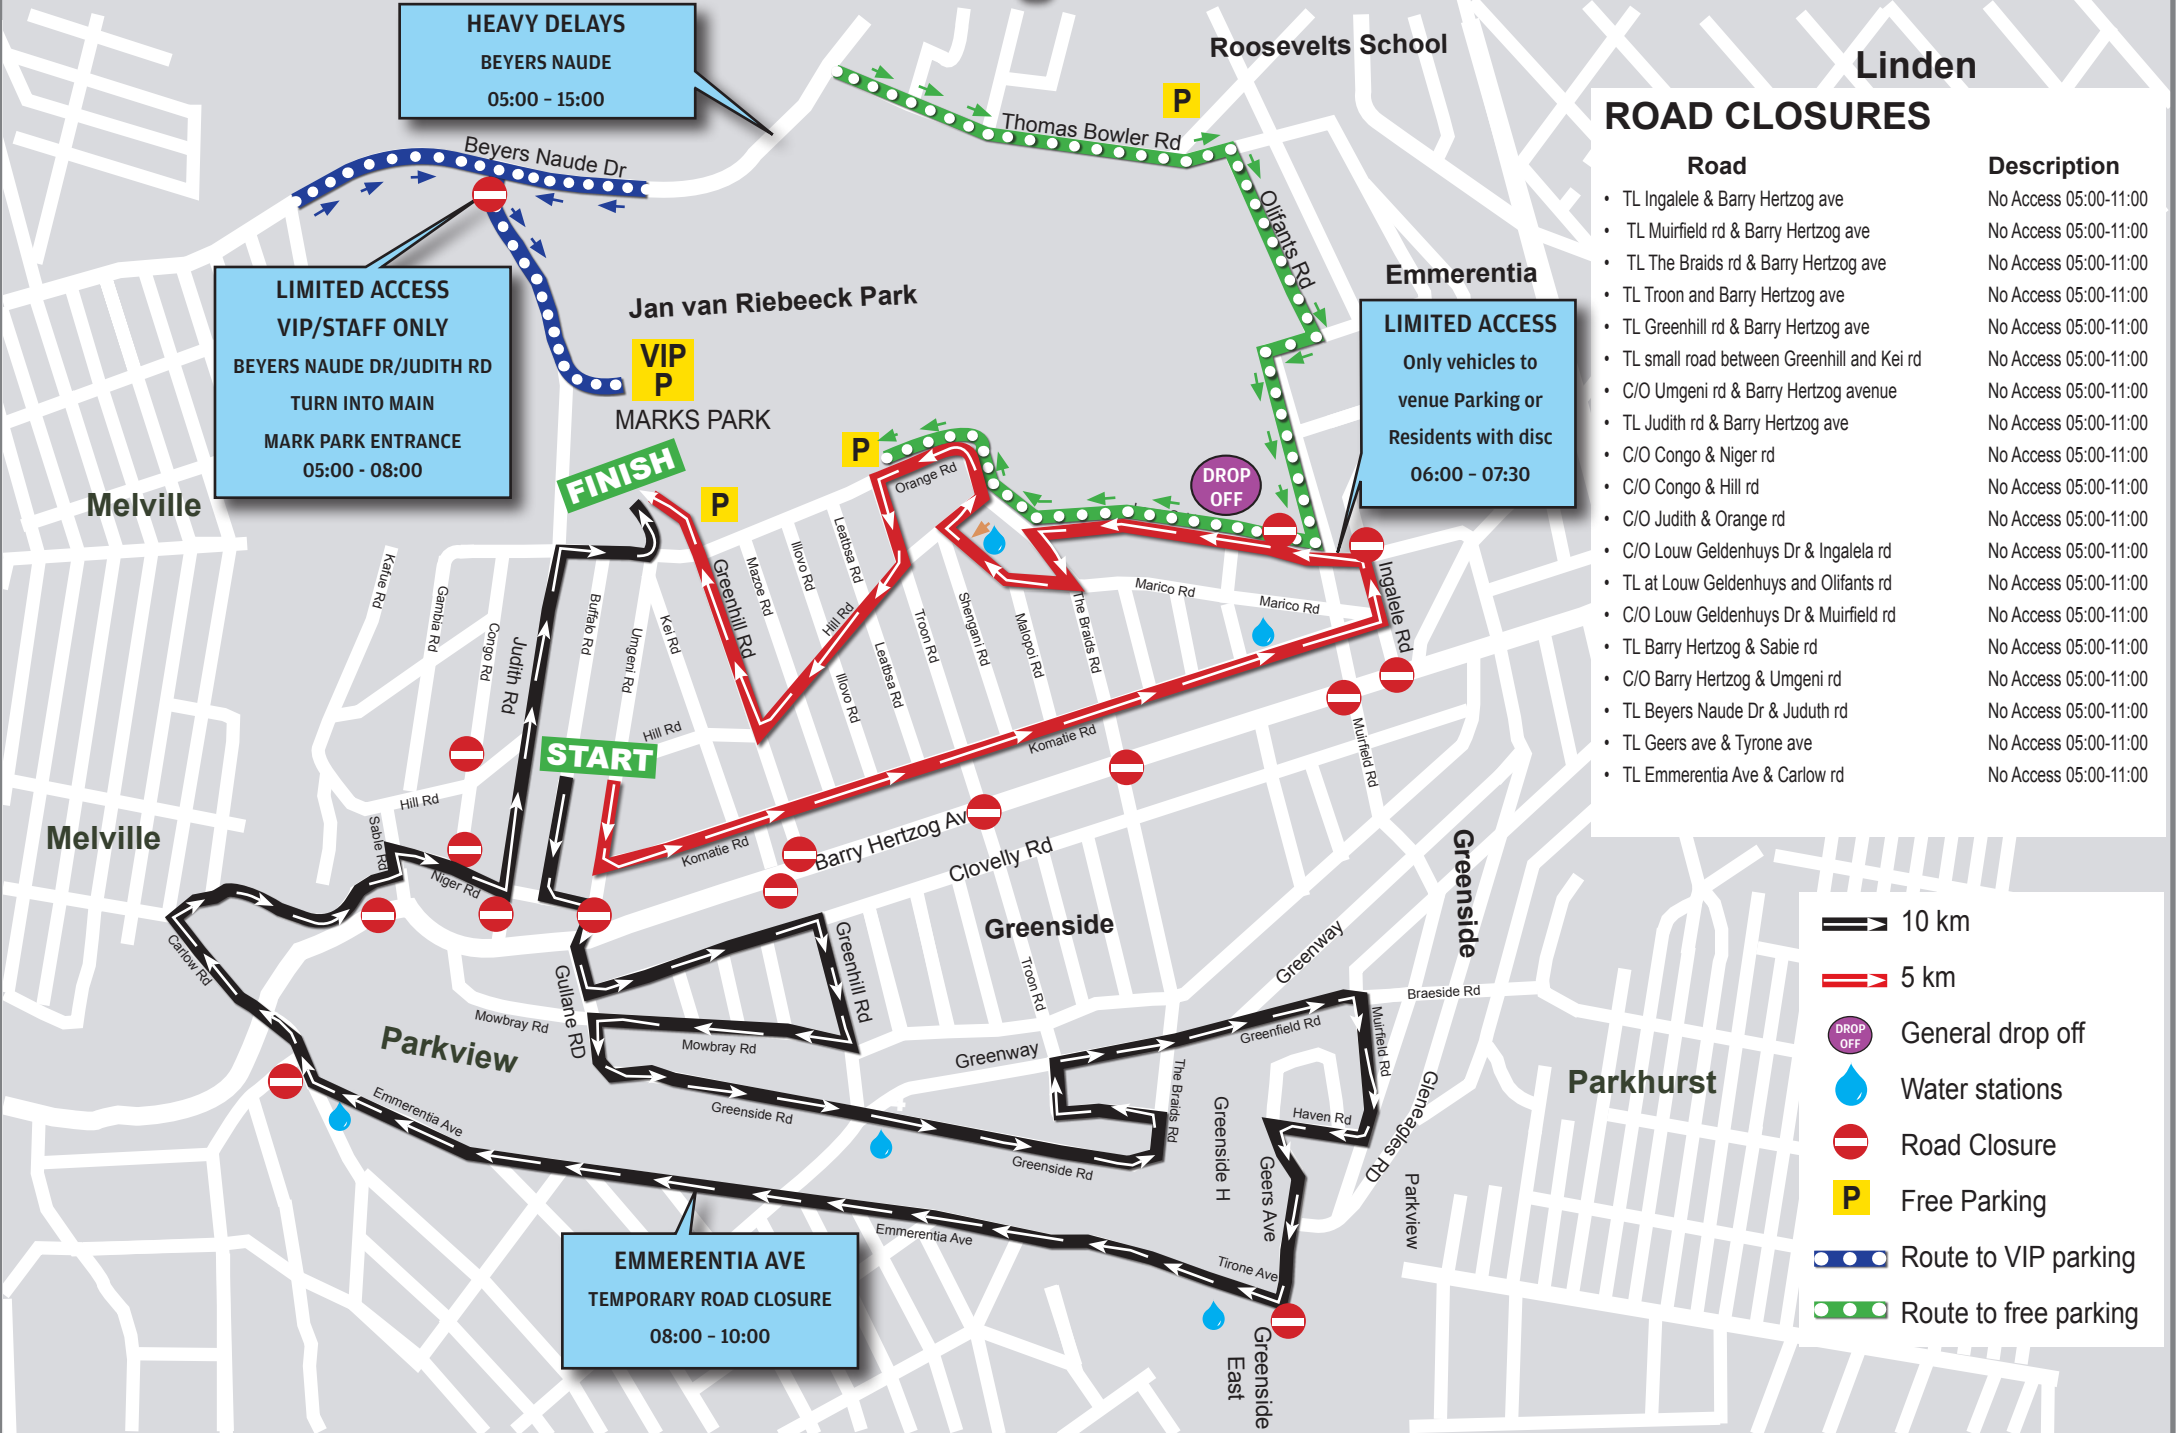 HEAVY DELAYS
BEYERS NAUDE
05:00 - 15:00
Roosevelts School
Linden
P
Thomas Bowler Rd
Beyers Naude Dr
Olifants Rd
ROAD CLOSURES
Road Description
• TL Ingalele & Barry Hertzog ave No Access 05:00-11:00
• TL Muirfield rd & Barry Hertzog ave No Access 05:00-11:00
• TL The Braids rd & Barry Hertzog ave No Access 05:00-11:00
• TL Troon and Barry Hertzog ave No Access 05:00-11:00
• TL Greenhill rd & Barry Hertzog ave No Access 05:00-11:00
• TL small road between Greenhill and Kei rd No Access 05:00-11:00
• C/O Umgeni rd & Barry Hertzog avenue No Access 05:00-11:00
• TL Judith rd & Barry Hertzog ave No Access 05:00-11:00
• C/O Congo & Niger rd No Access 05:00-11:00
• C/O Congo & Hill rd No Access 05:00-11:00
• C/O Judith & Orange rd No Access 05:00-11:00
• C/O Louw Geldenhuys Dr & Ingalela rd No Access 05:00-11:00
• TL at Louw Geldenhuys and Olifants rd No Access 05:00-11:00
• C/O Louw Geldenhuys Dr & Muirfield rd No Access 05:00-11:00
• TL Barry Hertzog & Sabie rd No Access 05:00-11:00
• C/O Barry Hertzog & Umgeni rd No Access 05:00-11:00
• TL Beyers Naude Dr & Juduth rd No Access 05:00-11:00
• TL Geers ave & Tyrone ave No Access 05:00-11:00
• TL Emmerentia Ave & Carlow rd No Access 05:00-11:00
LIMITED ACCESS
VIP/STAFF ONLY
BEYERS NAUDE DR/JUDITH RD
TURN INTO MAIN
MARK PARK ENTRANCE
05:00 - 08:00
Jan van Riebeeck Park
VIP
P
MARKS PARK
Emmerentia
LIMITED ACCESS
Only vehicles to
venue Parking or
Residents with disc
06:00 - 07:30
FINISH
P
P
Orange Rd
DROP
OFF
Melville
Kafue Rd
Gambia Rd
Congo Rd
Judith Rd
Buffalo Rd
Umgeni Rd
Kei Rd
Greenhill Rd
Mazoe Rd
Illovo Rd
Leatbsa Rd
Hill Rd
Illovo Rd
Leatbsa Rd
Troon Rd
Shengani Rd
Malopoi Rd
The Braids Rd
Marico Rd
Marico Rd
Ingalele Rd
START
Hill Rd
Komatie Rd
Muirfield Rd
Hill Rd
Sable Rd
Niger Rd
Melville
Komatie Rd
Barry Hertzog Av
Clovelly Rd
Greenside
Greenside
Carlow Rd
Gullane RD
Greenhill Rd
Troon Rd
Greenway
Braeside Rd
Mowbray Rd
Mowbray Rd
Parkview
Greenway
Greenfield Rd
Muirfield Rd
The Braids Rd
Greenside H
Haven Rd
Gleneagles RD
Parkhurst
Emmerentia Ave
Greenside Rd
Greenside Rd
Geers Ave
Parkview
Emmerentia Ave
Tirone Ave
EMMERENTIA AVE
TEMPORARY ROAD CLOSURE
08:00 - 10:00
Greenside
East
10 km
5 km
DROP
OFF
General drop off
Water stations
Road Closure
P
Free Parking
Route to VIP parking
Route to free parking